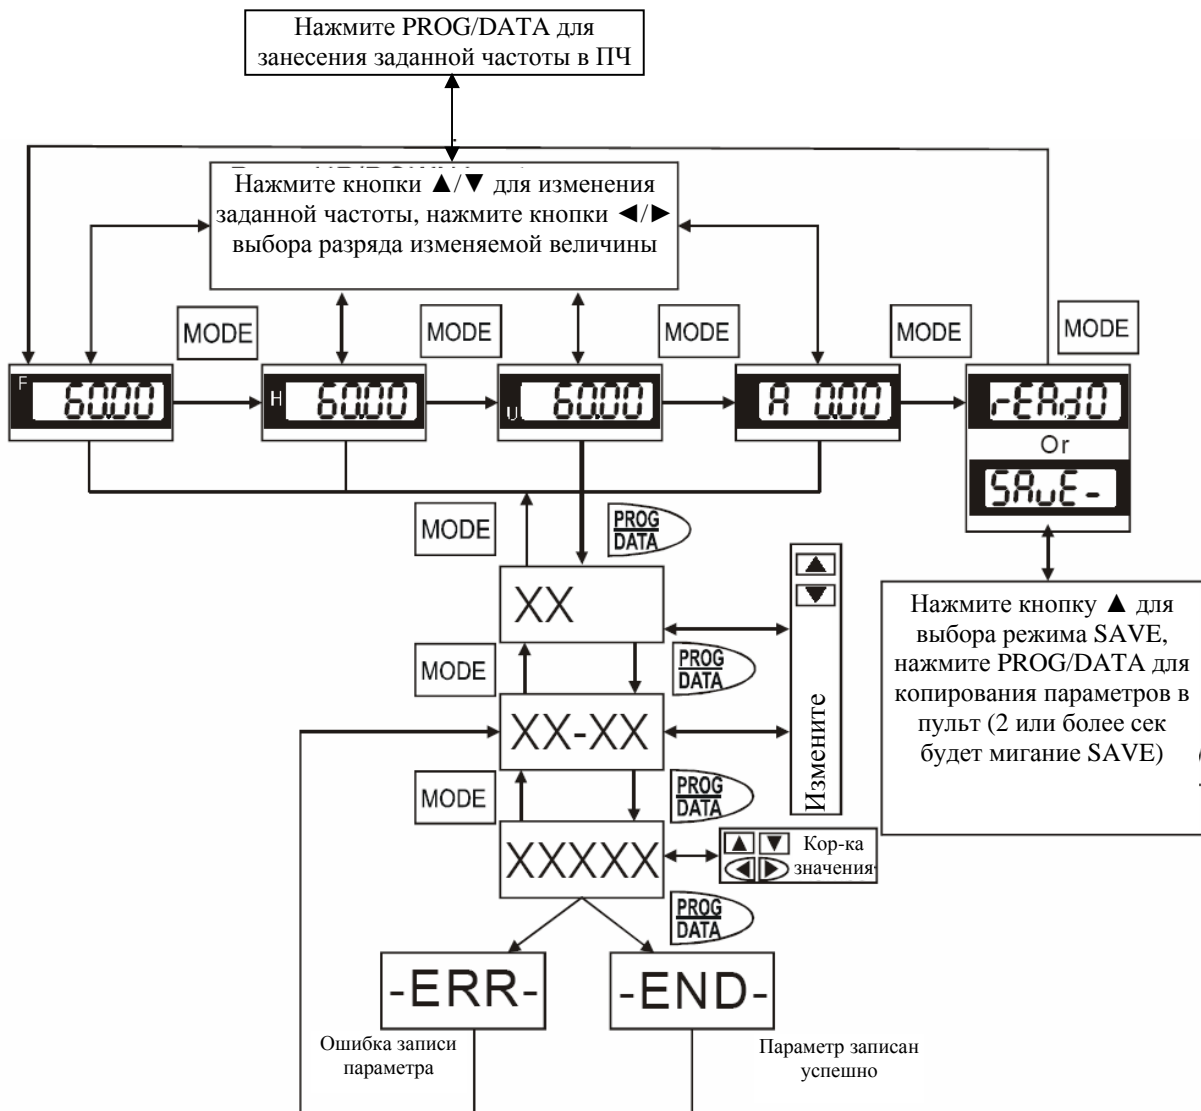 Нажмите PROG/DATA для
занесения заданной частоты в ПЧ
Нажмите кнопки ▲/▼ для изменения
заданной частоты, нажмите кнопки ◄/►
выбора разряда изменяемой величины
MODE
MODE
MODE
MODE
MODE
F 60.00
H 60.00
U 60.00
A 0.00
rEAd0
Or
SAvE-
MODE
PROG
DATA
XX
MODE
PROG
DATA
XX-XX
MODE
PROG
DATA
XXXXX
PROG
DATA
▲
▼
Измените
▲ ▼ Кор-ка
◄ ► значения
Нажмите кнопку ▲ для
выбора режима SAVE,
нажмите PROG/DATA для
копирования параметров в
пульт (2 или более сек
будет мигание SAVE)
-ERR-
-END-
Ошибка записи
параметра
Параметр записан
успешно